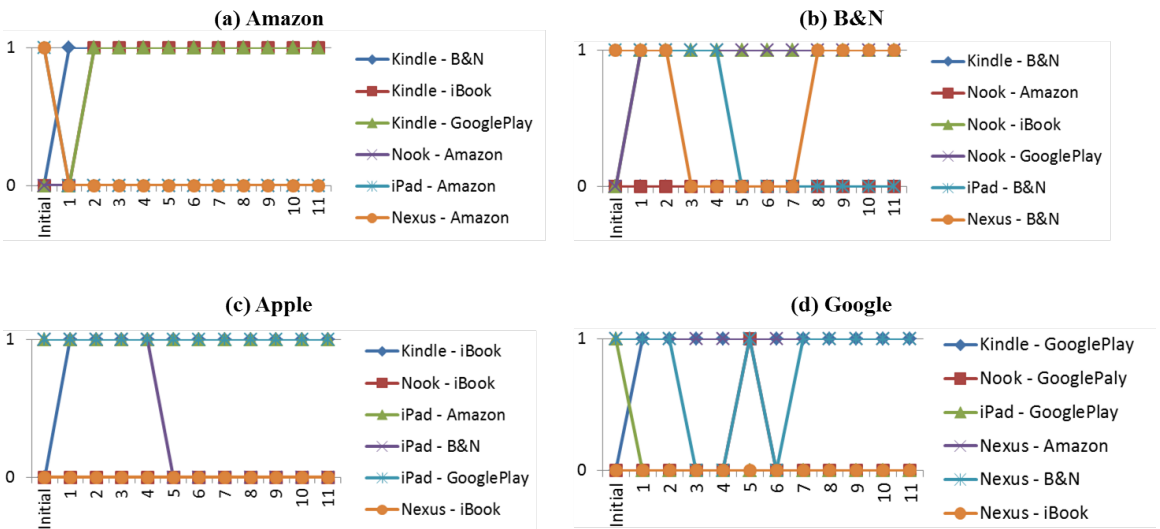 (a) Amazon
1
0
Initial 1 2 3 4 5 6 7 8 9 10 11
Kindle - B&N
Kindle - iBook
Kindle - GooglePlay
Nook - Amazon
iPad - Amazon
Nexus - Amazon
(b) B&N
1
0
Initial 1 2 3 4 5 6 7 8 9 10 11
Kindle - B&N
Nook - Amazon
Nook - iBook
Nook - GooglePlay
iPad - B&N
Nexus - B&N
(c) Apple
1
0
Initial 1 2 3 4 5 6 7 8 9 10 11
Kindle - iBook
Nook - iBook
iPad - Amazon
iPad - B&N
iPad - GooglePlay
Nexus - iBook
(d) Google
1
0
Initial 1 2 3 4 5 6 7 8 9 10 11
Kindle - GooglePlay
Nook - GooglePaly
iPad - GooglePlay
Nexus - Amazon
Nexus - B&N
Nexus - iBook